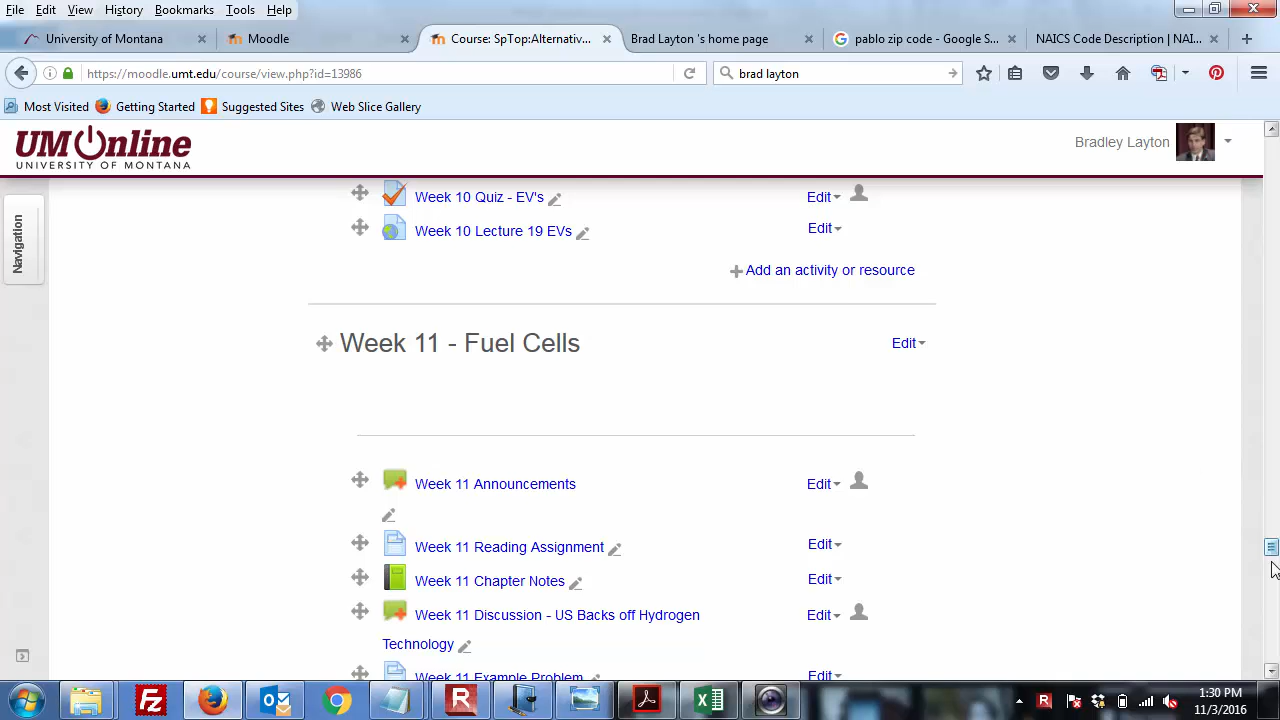 File Edit View History Bookmarks Tools Help
University of Montana
Moodle
Course: SpTop:Alternativ...
Brad Layton 's home page
pablo zip code - Google S...
NAICS Code Description | NAI...
https://moodle.umt.edu/course/view.php?id=13986
brad layton
Most Visited Getting Started Suggested Sites Web Slice Gallery
UMOnline
UNIVERSITY OF MONTANA
Bradley Layton
Navigation
Week 10 Quiz - EV's Edit
Week 10 Lecture 19 EVs Edit
Add an activity or resource
Week 11 - Fuel Cells Edit
Week 11 Announcements Edit
Week 11 Reading Assignment Edit
Week 11 Chapter Notes Edit
Week 11 Discussion - US Backs off Hydrogen Edit
Technology
Week 11 Example Problem Edit
1:30 PM
11/3/2016